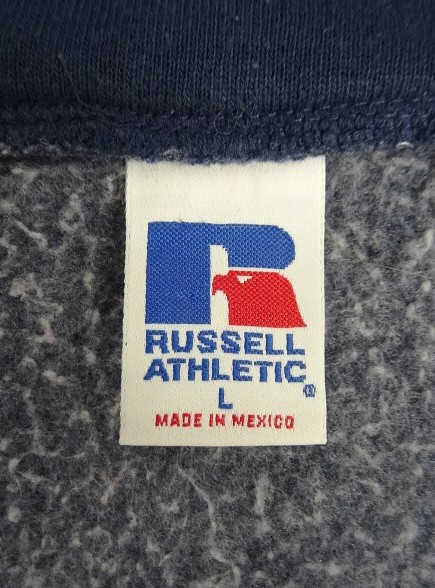 R
RUSSELL
ATHLETIC®
L
MADE IN MEXICO